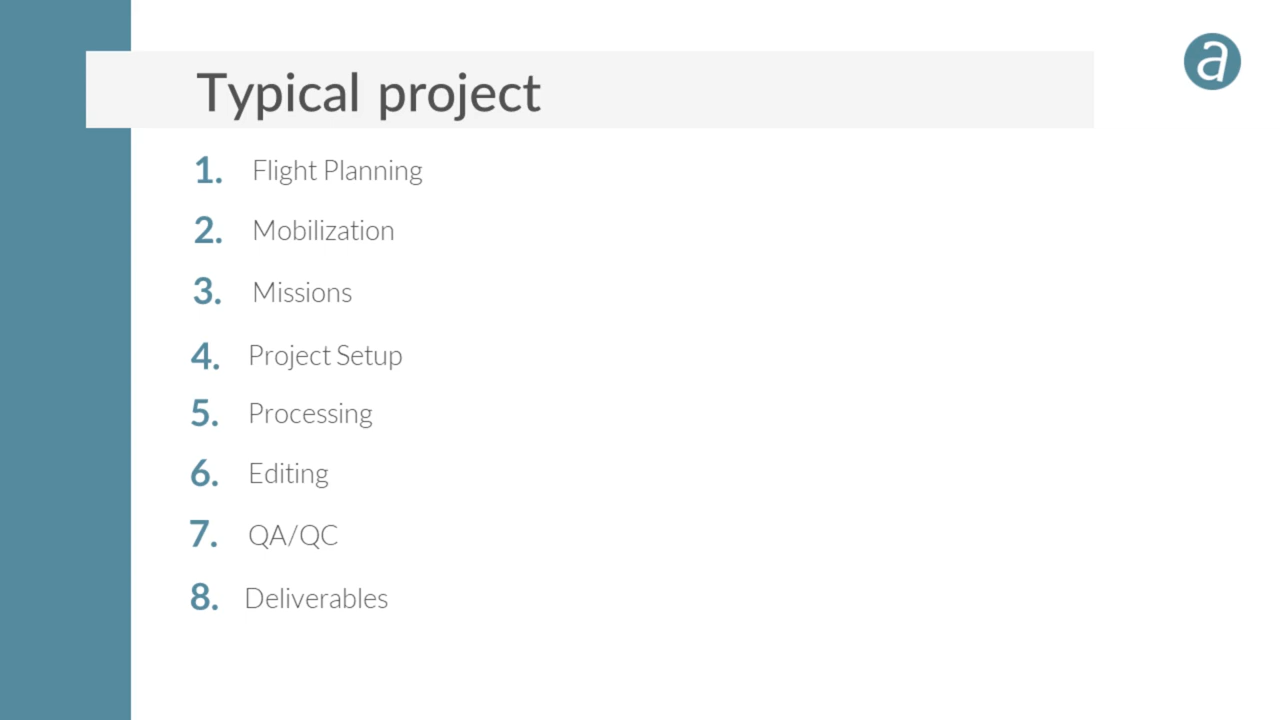 Typical project
a
1. Flight Planning
2. Mobilization
3. Missions
4. Project Setup
5. Processing
6. Editing
7. QA/QC
8. Deliverables